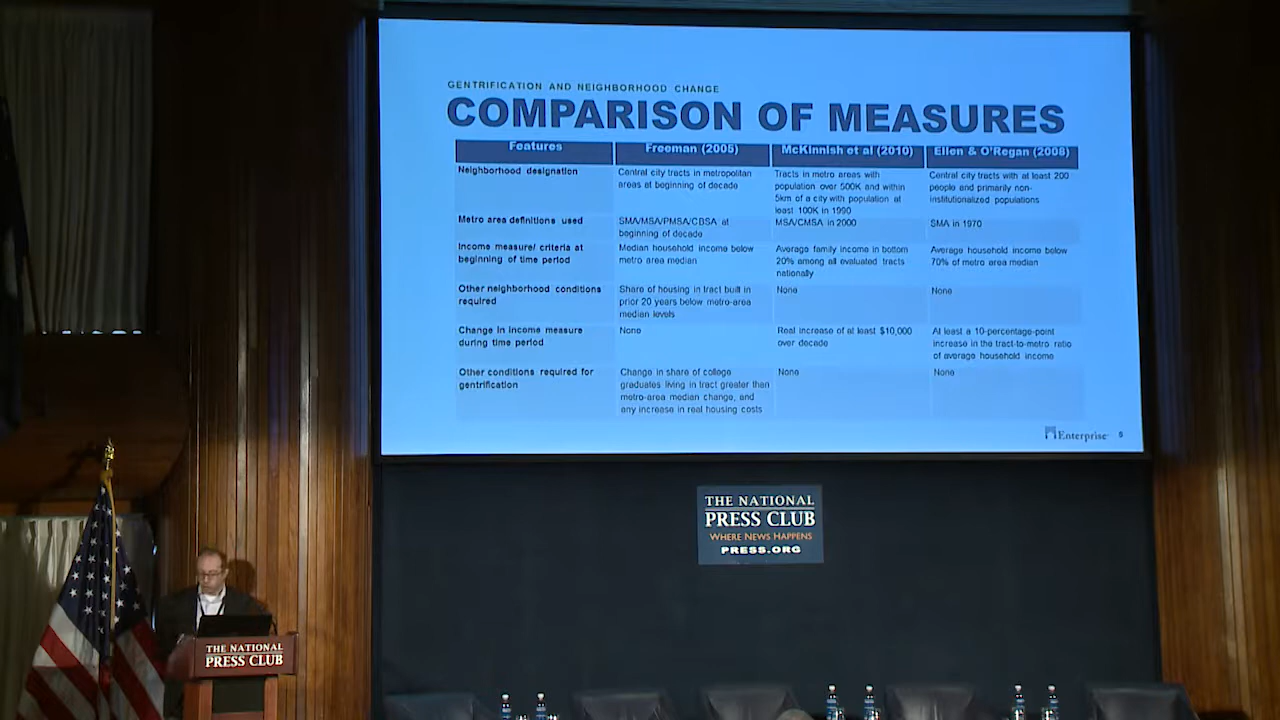 GENTRIFICATION AND NEIGHBORHOOD CHANGE
COMPARISON OF MEASURES
Features
Freeman (2005)
McKinnish et al (2010)
Ellen & O'Regan (2008)
Neighborhood designation
Central city tracts in metropolitan
areas at beginning of decade
Tracts in metro areas with
population over 500K and within
5km of a city with population at
least 100K in 1990
Central city tracts with at least 200
people and primarily non-
institutionalized populations
Metro area definitions used
SMA/MSA/PMSA/CBSA at
beginning of decade
MSA/CMSA in 2000
SMA in 1970
Income measure/ criteria at
beginning of time period
Median household income below
metro area median
Average family income in bottom
20% among all evaluated tracts
nationally
Average household income below
70% of metro area median
Other neighborhood conditions
required
Share of housing in tract built in
prior 20 years below metro-area
median levels
None
None
Change in income measure
during time period
None
Real increase of at least $10,000
over decade
At least a 10-percentage-point
increase in the tract-to-metro ratio
of average household income
Other conditions required for
gentrification
Change in share of college
graduates living in tract greater than
metro-area median change, and
any increase in real housing costs
None
None
Enterprise 5
THE NATIONAL
PRESS CLUB
WHERE NEWS HAPPENS
PRESS.ORG
THE NATIONAL
PRESS CLUB